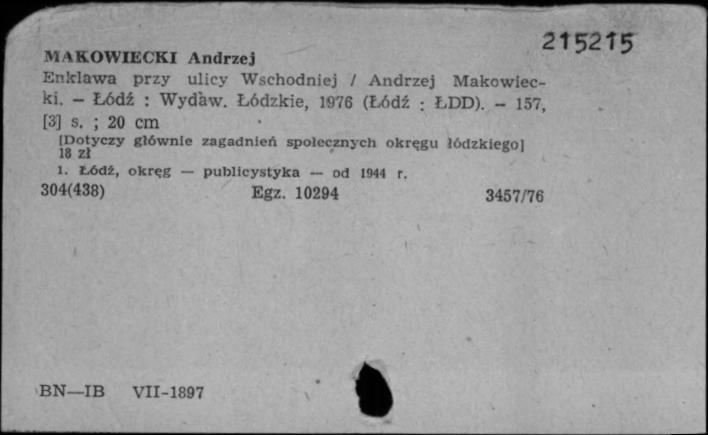 215215
MAKOWIECKI Andrzej
Enklawa przy ulicy Wschodniej / Andrzej Makowiec-
ki. — Łódź : Wydaw. Łódzkie, 1976 (Łódź : ŁDD). — 157,
[3] s. ; 20 cm
[Dotyczy głównie zagadnień społecznych okręgu łódzkiego]
18 zł
1. Łódź, okręg — publicystyka — od 1944 r.
304(438) Egz. 10294 3457/76
BN—IB VII-1897